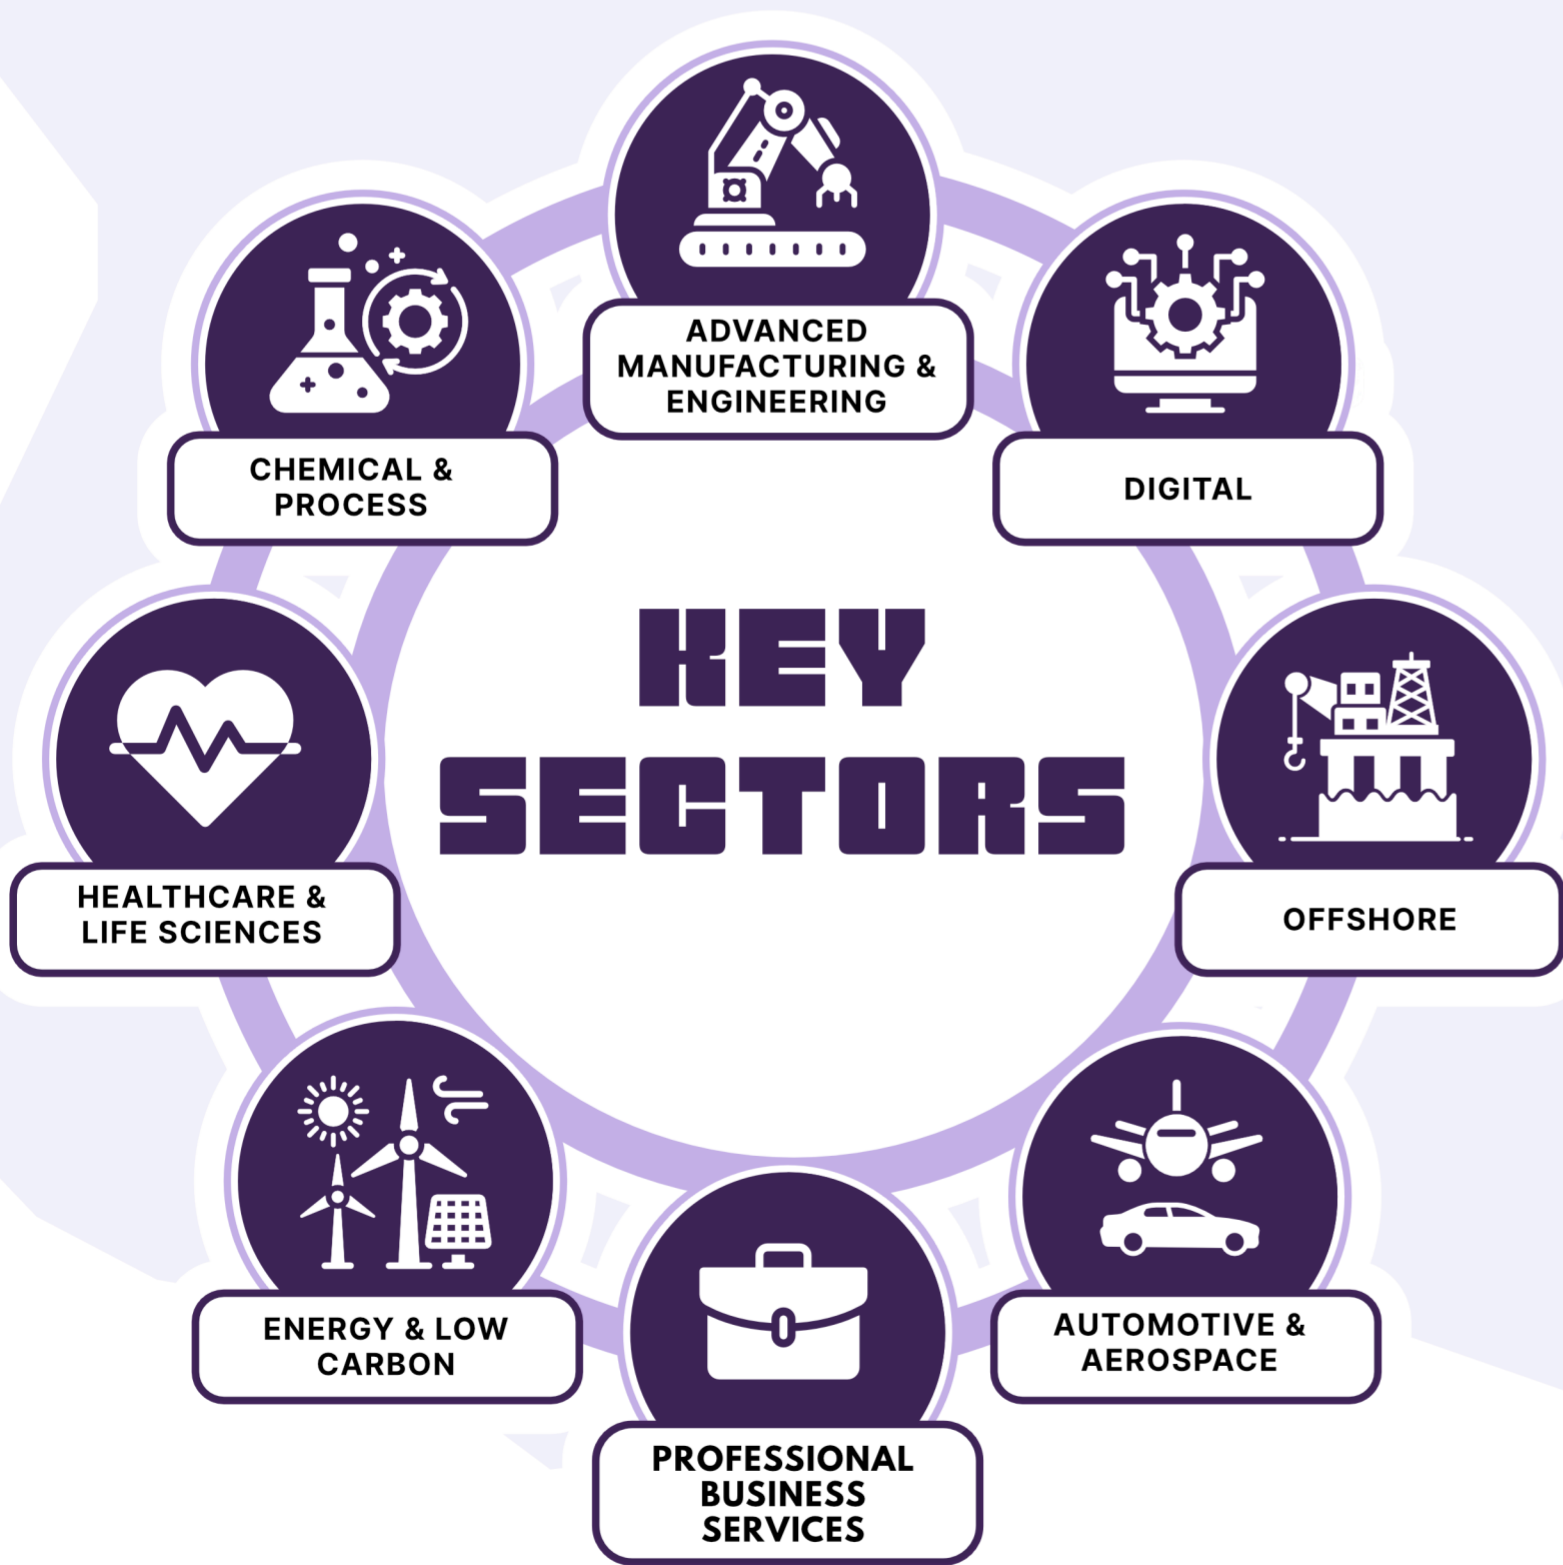 ADVANCED
MANUFACTURING &
ENGINEERING
CHEMICAL &
PROCESS
DIGITAL
KEY
SECTORS
HEALTHCARE &
LIFE SCIENCES
OFFSHORE
ENERGY & LOW
CARBON
AUTOMOTIVE &
AEROSPACE
PROFESSIONAL
BUSINESS
SERVICES